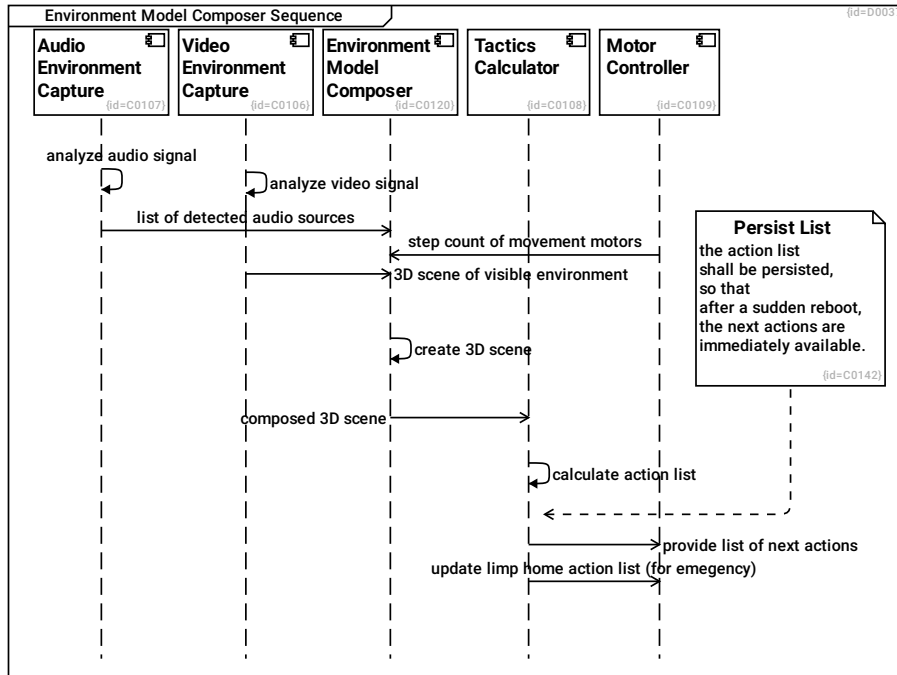 Environment Model Composer Sequence
{id=D0037
Audio
Environment
Capture
{id=C0107}
Video
Environment
Capture
{id=C0106}
Environment
Model
Composer
{id=C0120}
Tactics
Calculator
{id=C0108}
Motor
Controller
{id=C0109}
analyze audio signal
analyze video signal
list of detected audio sources
step count of movement motors
3D scene of visible environment
Persist List
the action list
shall be persisted,
so that
after a sudden reboot,
the next actions are
immediately available.
{id=C0142}
create 3D scene
composed 3D scene
calculate action list
provide list of next actions
update limp home action list (for emegency)